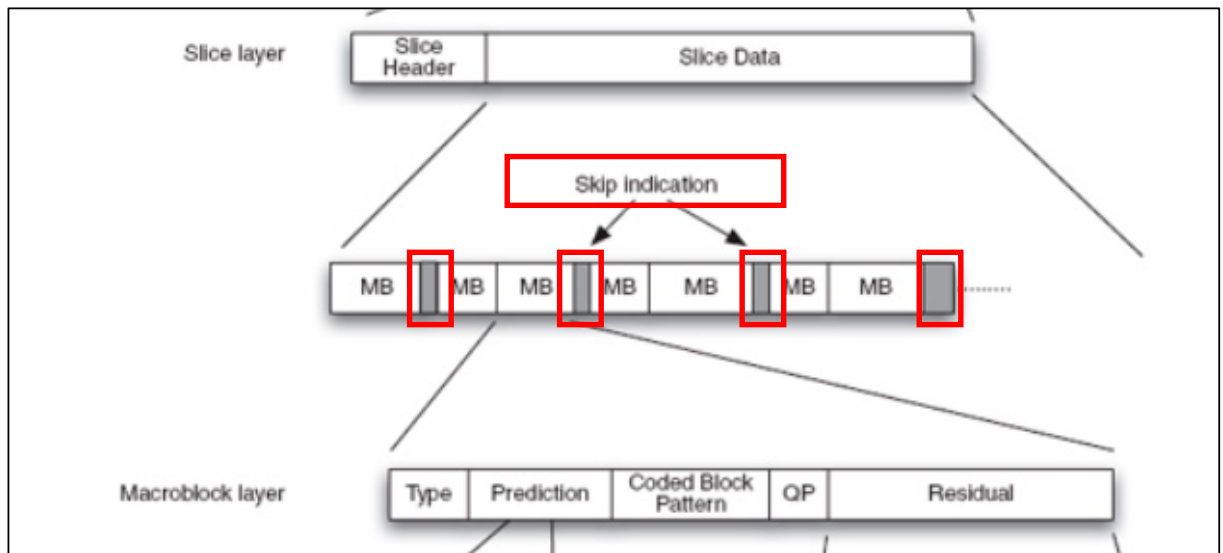 Slice layer
Slice
Header
Slice Data
Skip indication
MB MB MB MB MB MB MB
Macroblock layer
Type
Prediction
Coded Block
Pattern
QP
Residual